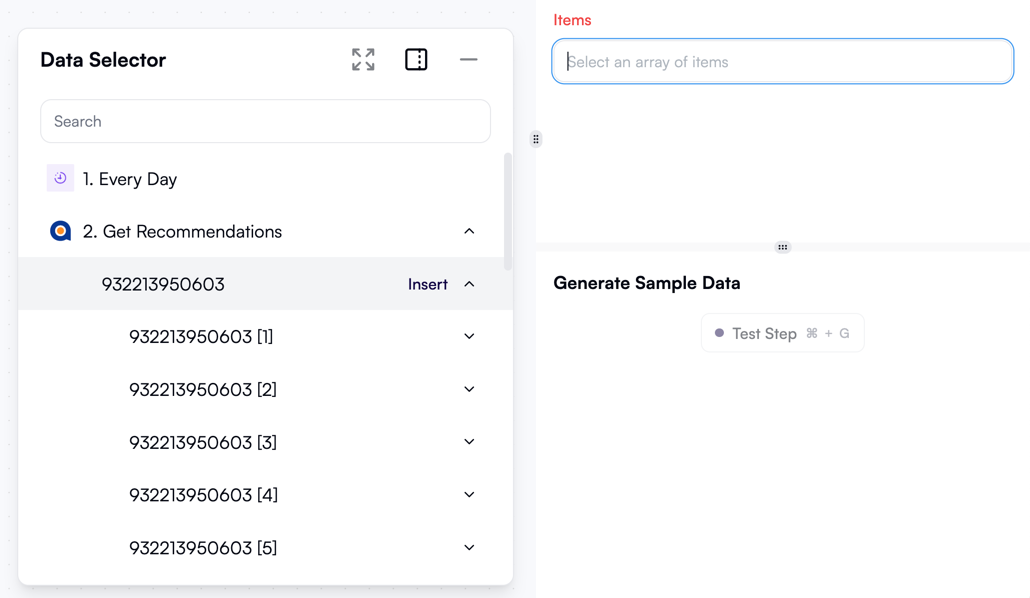 Data Selector
Search
1. Every Day
2. Get Recommendations
932213950603 Insert
932213950603 [1]
932213950603 [2]
932213950603 [3]
932213950603 [4]
932213950603 [5]
Items
Select an array of items
Generate Sample Data
Test Step ⌘ + G